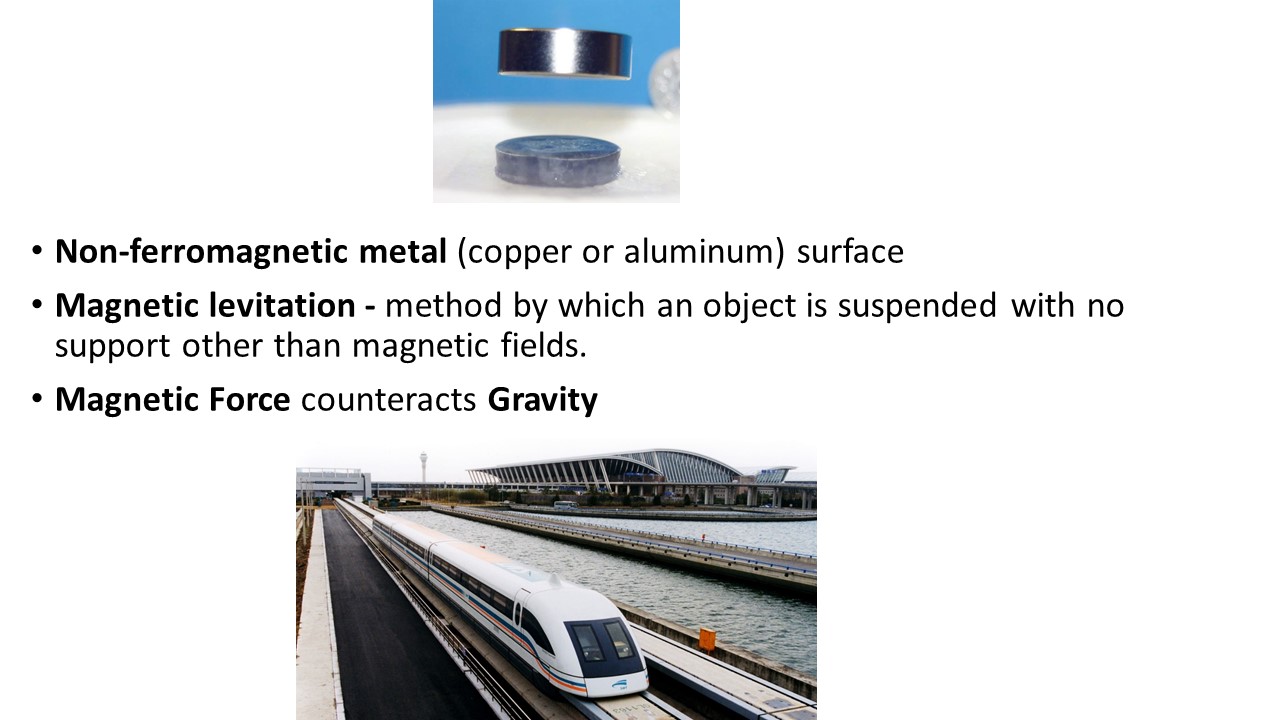 • Non-ferromagnetic metal (copper or aluminum) surface
• Magnetic levitation - method by which an object is suspended with no
support other than magnetic fields.
• Magnetic Force counteracts Gravity